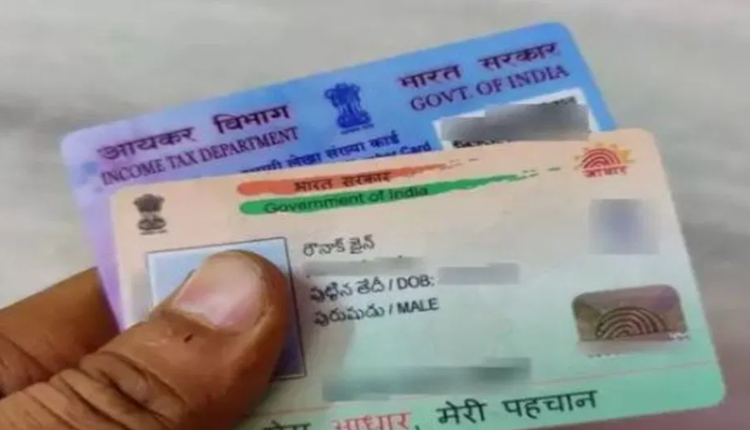 आयकर विभाग
INCOME TAX DEPARTMENT
भारत सरकार
GOVT. OF INDIA
लेखा संख्या कार्ड
Card
भारत सरकार
Government of India
आधार
రౌనాక్ జైన్
పుట్టిన తేదీ / DOB:
పురుషుడు / MALE
आधार, मेरी पहचान